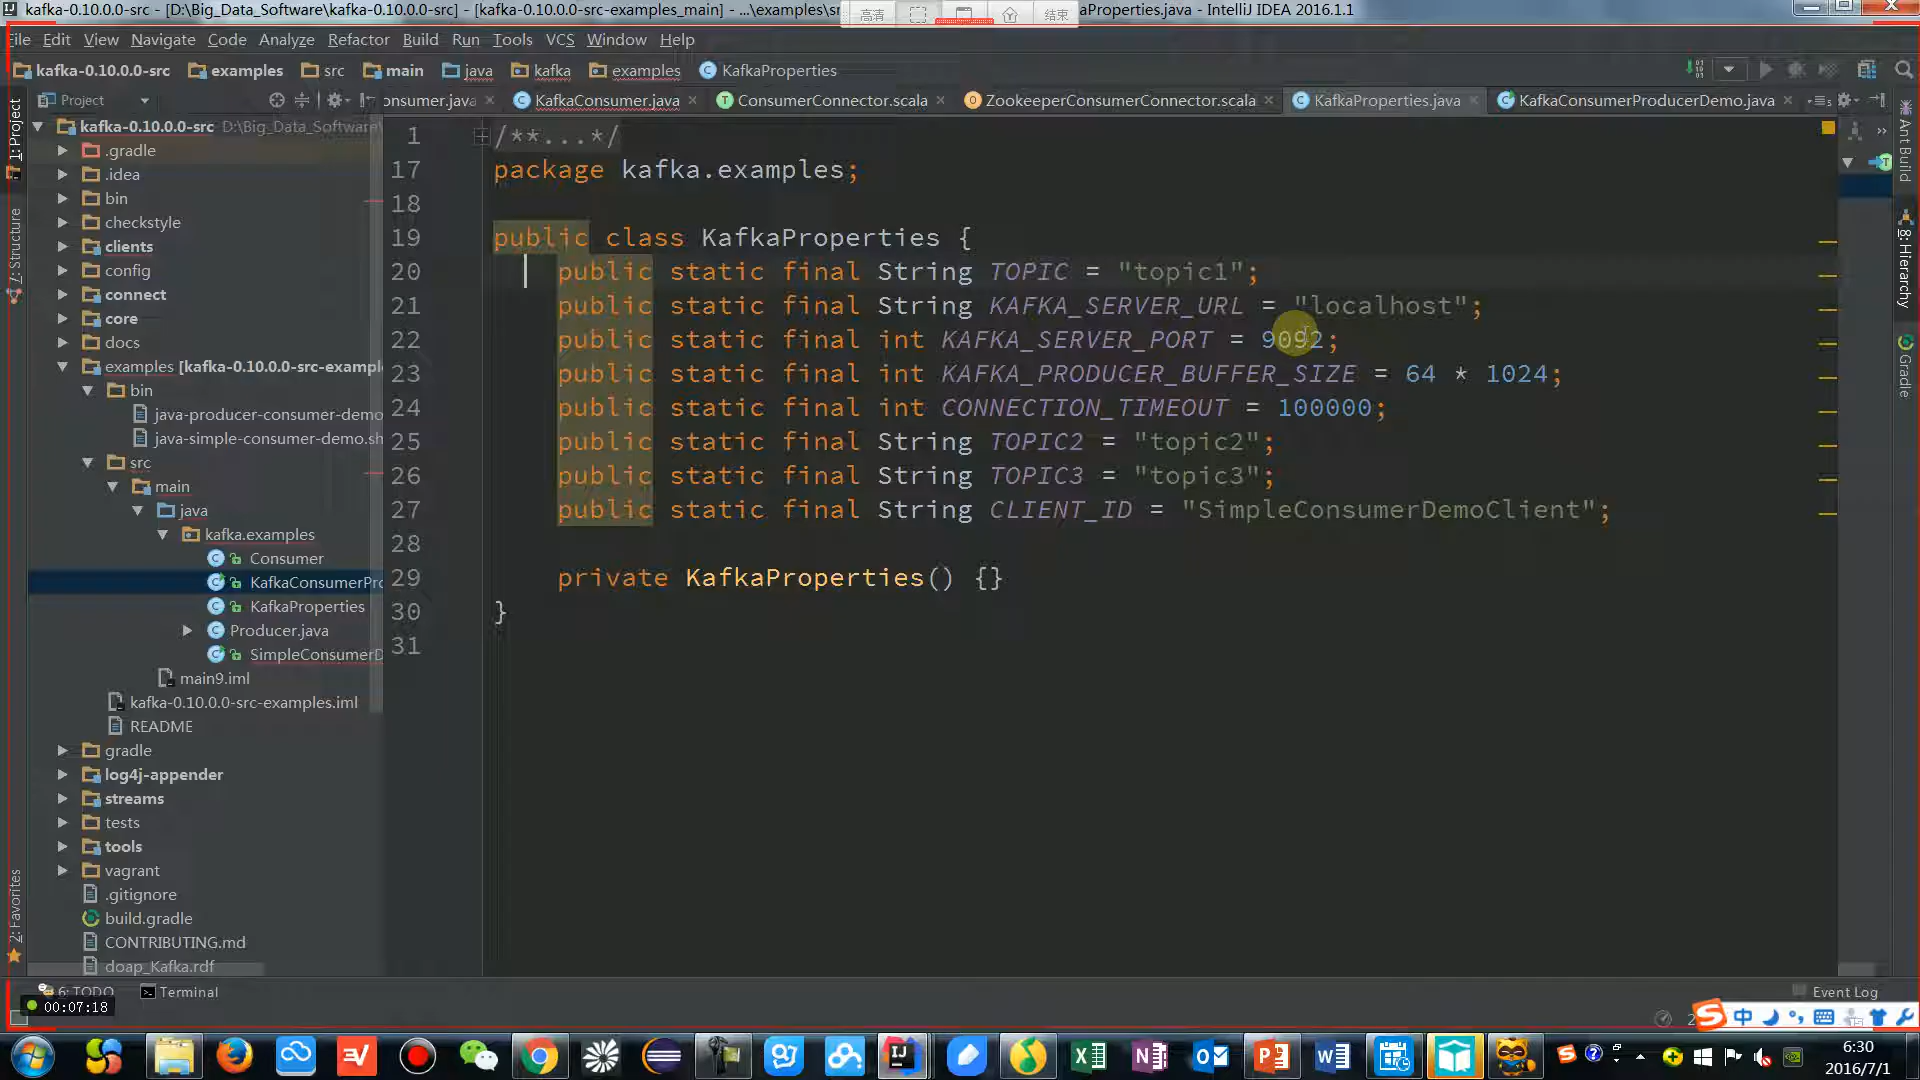 kafka-0.10.0.0-src - [D:\Big_Data_Software\kafka-0.10.0.0-src] - [kafka-0.10.0.0-src-examples_main] - ...\examples\sr
高清
结束
aProperties.java - IntelliJ IDEA 2016.1.1
File Edit View Navigate Code Analyze Refactor Build Run Tools VCS Window Help
kafka-0.10.0.0-src examples src main java kafka examples KafkaProperties
Project
onsumer.java KafkaConsumer.java ConsumerConnector.scala ZookeeperConsumerConnector.scala KafkaProperties.java KafkaConsumerProducerDemo.java
1: Project
7: Structure
2: Favorites
kafka-0.10.0.0-src D:\Big_Data_Software\
.gradle
.idea
bin
checkstyle
clients
config
connect
core
docs
examples [kafka-0.10.0.0-src-exampl
bin
java-producer-consumer-demo
java-simple-consumer-demo.sh
src
main
java
kafka.examples
Consumer
KafkaConsumerPro
KafkaProperties
Producer.java
SimpleConsumerD
main9.iml
kafka-0.10.0.0-src-examples.iml
README
gradle
log4j-appender
streams
tests
tools
vagrant
.gitignore
build.gradle
CONTRIBUTING.md
doap_Kafka.rdf
1 /**...*/
17 package kafka.examples;
18
19 public class KafkaProperties {
20 public static final String TOPIC = "topic1";
21 public static final String KAFKA_SERVER_URL = "localhost";
22 public static final int KAFKA_SERVER_PORT = 9092;
23 public static final int KAFKA_PRODUCER_BUFFER_SIZE = 64 * 1024;
24 public static final int CONNECTION_TIMEOUT = 100000;
25 public static final String TOPIC2 = "topic2";
26 public static final String TOPIC3 = "topic3";
27 public static final String CLIENT_ID = "SimpleConsumerDemoClient";
28
29 private KafkaProperties() {}
30 }
31
Ant Build
8: Hierarchy
Gradle
6: TODO Terminal
Event Log
00:07:18
中
6:30
2016/7/1